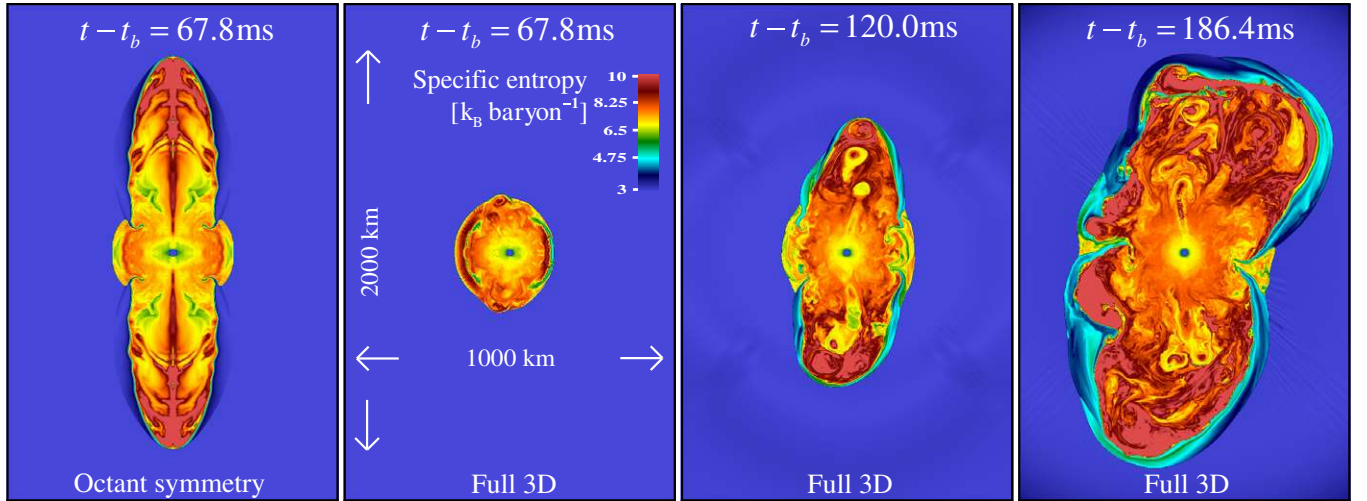 t − t_b = 67.8ms
Octant symmetry
t − t_b = 67.8ms
Specific entropy
[k_B baryon⁻¹]
10
8.25
6.5
4.75
3
2000 km
1000 km
Full 3D
t − t_b = 120.0ms
Full 3D
t − t_b = 186.4ms
Full 3D